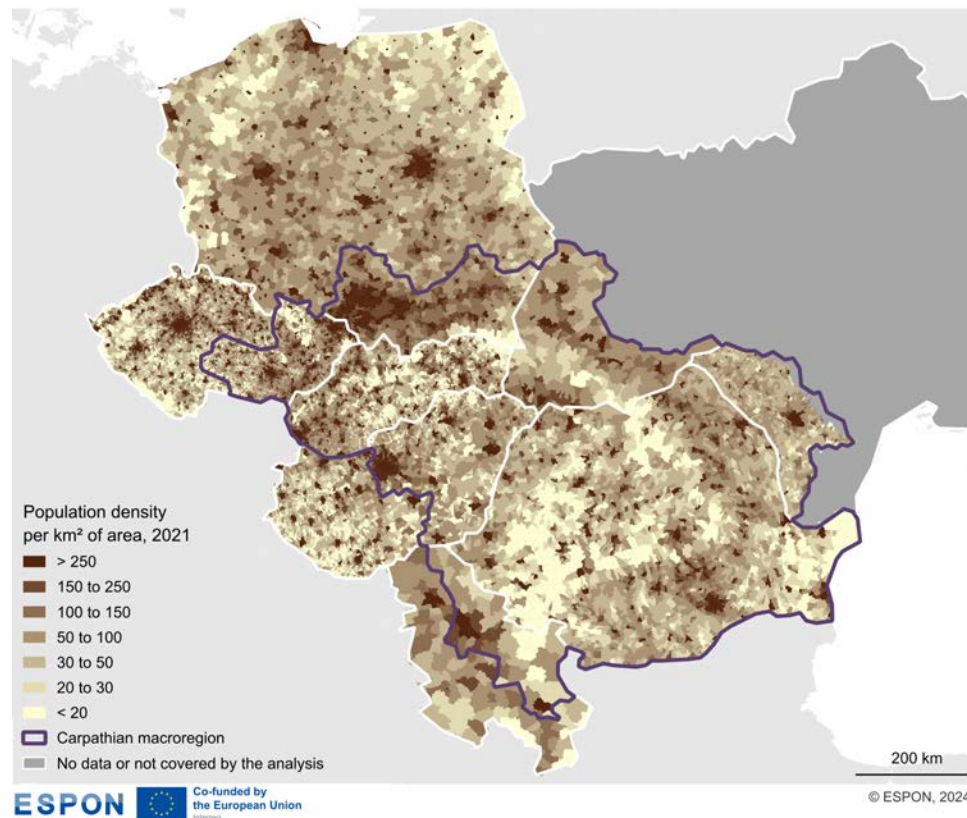 Population density
per km² of area, 2021
> 250
150 to 250
100 to 150
50 to 100
30 to 50
20 to 30
< 20
Carpathian macroregion
No data or not covered by the analysis
200 km
ESPON
Co-funded by
the European Union
Interreg
© ESPON, 2024